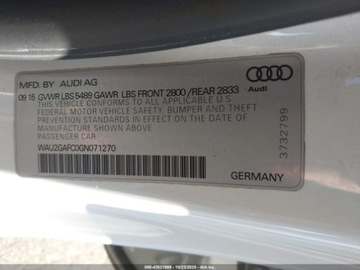 MFD. BY AUDI AG
09 15 GVWR LBS 5489 GAWR LBS FRONT 2800 /REAR 2833
THIS VEHICLE CONFORMS TO ALL APPLICABLE U.S.
FEDERAL MOTOR VEHICLE SAFETY, BUMPER AND THEFT
PREVENTION STANDARDS IN EFFECT ON THE DATE OF
MANUFACTURE SHOWN ABOVE
PASSENGER CAR
WAU2GAFC0GN071270
Audi
3732799
GERMANY